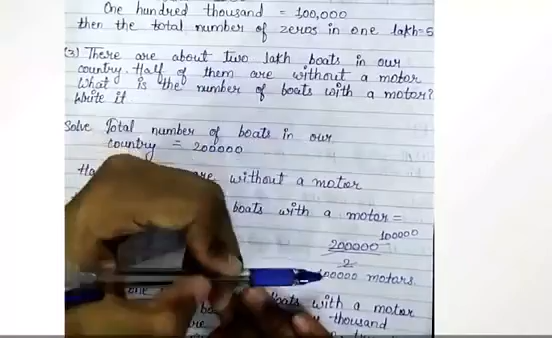 One hundred thousand = 100,000
then the total number of zeros in one lakh=5
(3) There are about two lakh boats in our
country. Half of them are without a motor
What is the number of boats with a motor?
Write it
Solve Total number of boats in our
country = 200000
are without a motor
boats with a motor =
100000
200000
2
100000 motars.
boats with a motor
thousand